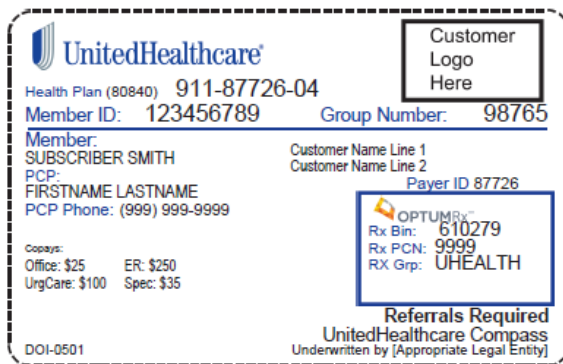 UnitedHealthcare®
Customer
Logo
Here
Health Plan (80840) 911-87726-04
Member ID: 123456789 Group Number: 98765
Member:
SUBSCRIBER SMITH
PCP:
FIRSTNAME LASTNAME
PCP Phone: (999) 999-9999
Customer Name Line 1
Customer Name Line 2
Payer ID 87726
OPTUMRx™
Rx Bin: 610279
Rx PCN: 9999
RX Grp: UHEALTH
Copays:
Office: $25 ER: $250
UrgCare: $100 Spec: $35
Referrals Required
UnitedHealthcare Compass
DOI-0501 Underwritten by [Appropriate Legal Entity]